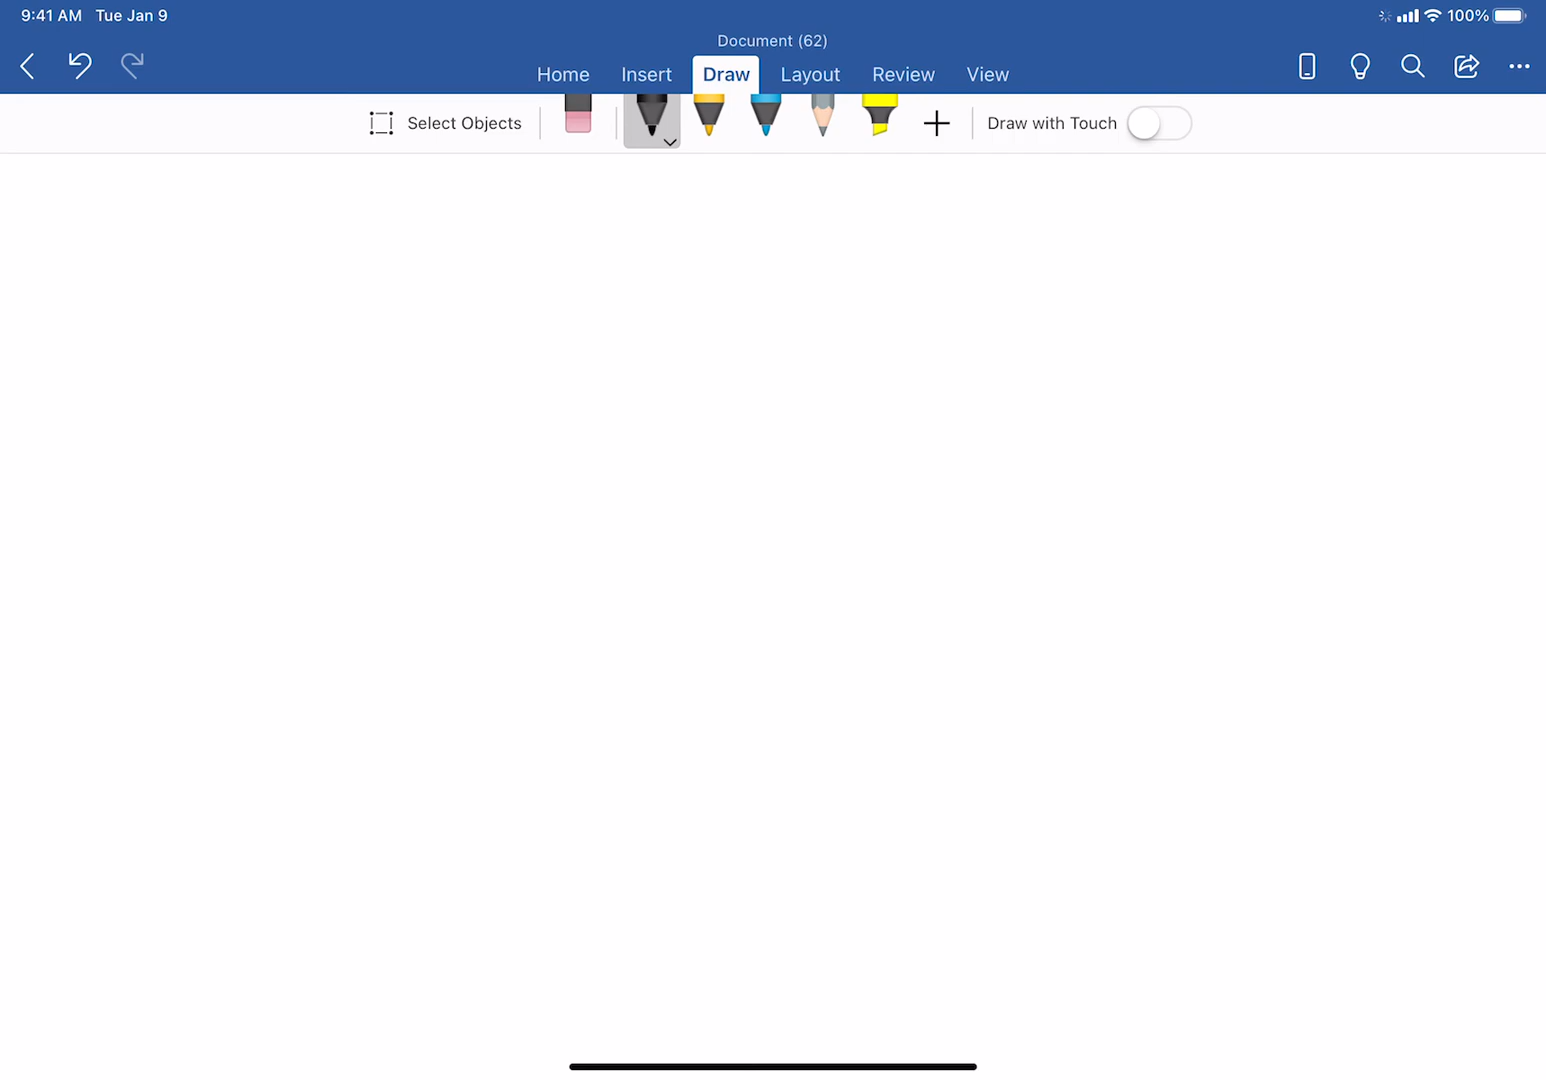 9:41 AM Tue Jan 9 100%
Document (62)
Home Insert Draw Layout Review View
Select Objects Draw with Touch